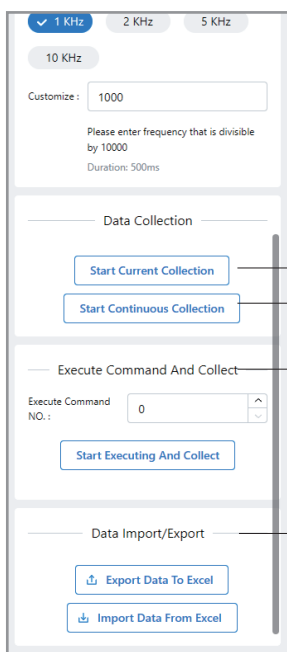 1 KHz
2 KHz
5 KHz
10 KHz
Customize : 1000
Please enter frequency that is divisible
by 10000
Duration: 500ms
Data Collection
Start Current Collection
Start Continuous Collection
Execute Command And Collect
Execute Command
NO. :
0
Start Executing And Collect
Data Import/Export
Export Data To Excel
Import Data From Excel